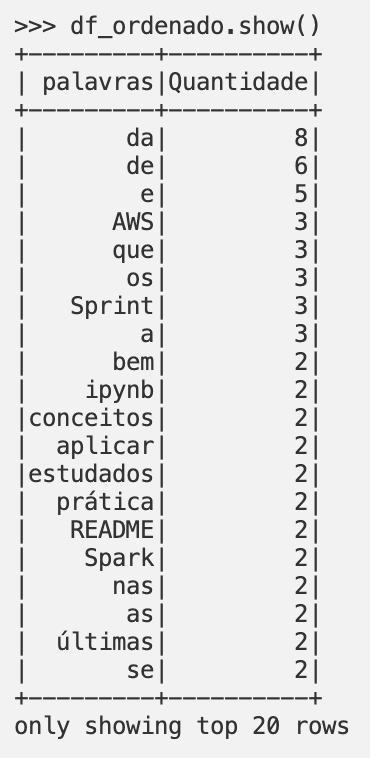 >>> df_ordenado.show()
+---------+----------+
| palavras|Quantidade|
+---------+----------+
|       da|         8|
|       de|         6|
|        e|         5|
|      AWS|         3|
|      que|         3|
|       os|         3|
|   Sprint|         3|
|        a|         3|
|      bem|         2|
|    ipynb|         2|
|conceitos|         2|
|  aplicar|         2|
|estudados|         2|
|  prática|         2|
|   README|         2|
|    Spark|         2|
|      nas|         2|
|       as|         2|
|  últimas|         2|
|       se|         2|
+---------+----------+
only showing top 20 rows